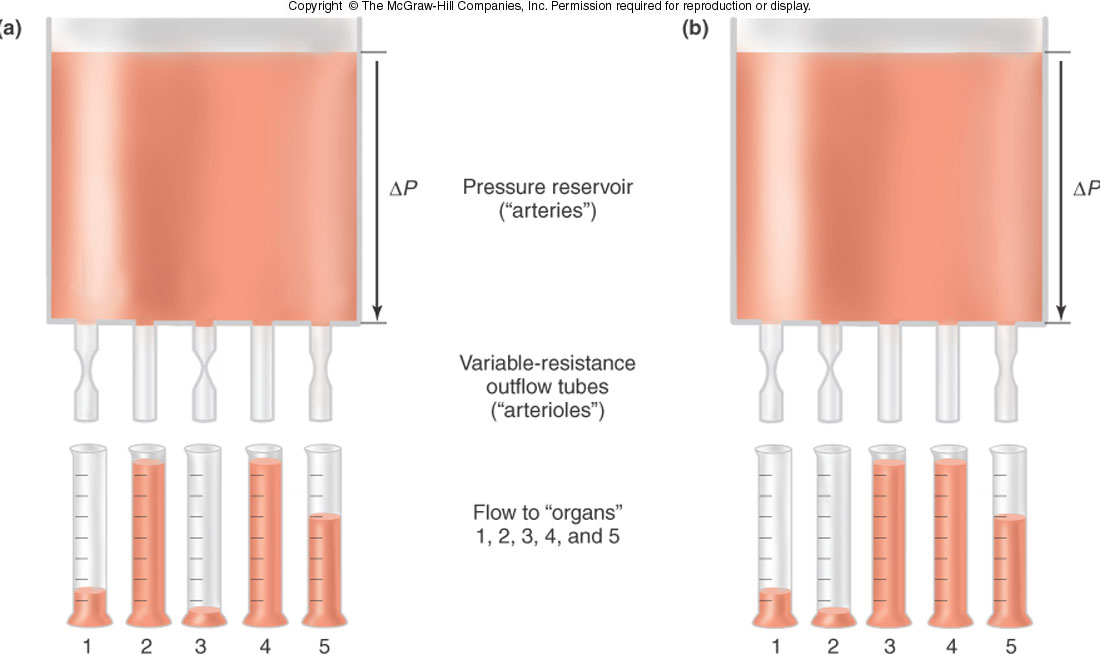 Copyright © The McGraw-Hill Companies, Inc. Permission required for reproduction or display.
(a)
(b)
ΔP
Pressure reservoir
(“arteries”)
ΔP
Variable-resistance
outflow tubes
(“arterioles”)
Flow to “organs”
1, 2, 3, 4, and 5
1 2 3 4 5
1 2 3 4 5